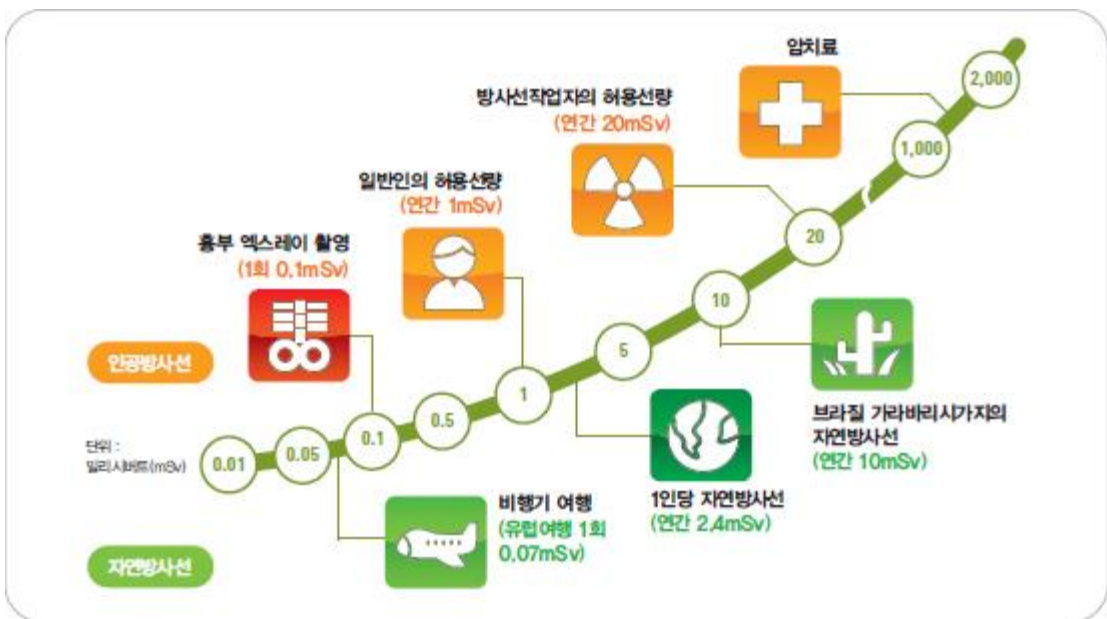 암치료
2,000
방사선작업자의 허용선량
(연간 20mSv)
1,000
일반인의 허용선량
(연간 1mSv)
20
흉부 엑스레이 촬영
(1회 0.1mSv)
10
인공방사선
5
1
브라질 가라바리시가지의
자연방사선
(연간 10mSv)
0.5
0.1
단위 :
밀리시버트(mSv)
0.05
0.01
1인당 자연방사선
(연간 2.4mSv)
비행기 여행
(유럽여행 1회
0.07mSv)
자연방사선